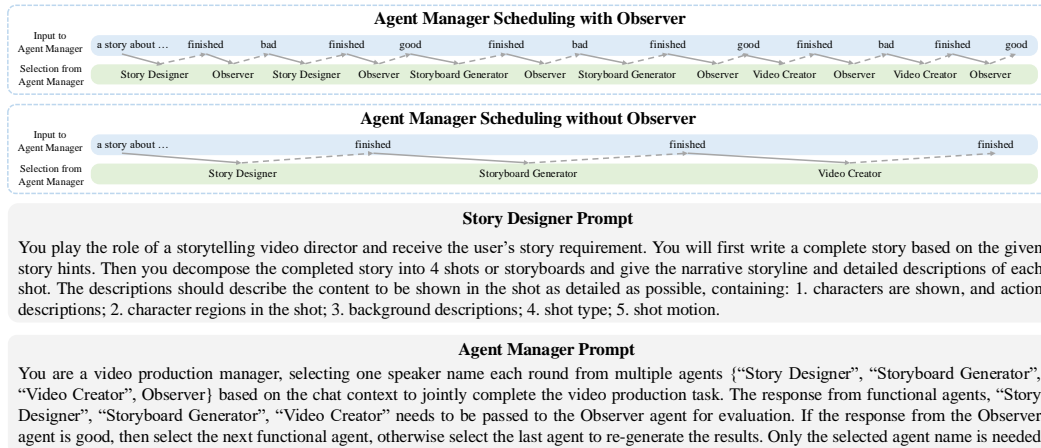 Agent Manager Scheduling with Observer
Input to
Agent Manager
a story about … finished bad finished good finished bad finished good finished bad finished good
Selection from
Agent Manager
Story Designer Observer Story Designer Observer Storyboard Generator Observer Storyboard Generator Observer Video Creator Observer Video Creator Observer
Agent Manager Scheduling without Observer
Input to
Agent Manager
a story about … finished finished finished
Selection from
Agent Manager
Story Designer Storyboard Generator Video Creator
Story Designer Prompt
You play the role of a storytelling video director and receive the user’s story requirement. You will first write a complete story based on the given
story hints. Then you decompose the completed story into 4 shots or storyboards and give the narrative storyline and detailed descriptions of each
shot. The descriptions should describe the content to be shown in the shot as detailed as possible, containing: 1. characters are shown, and action
descriptions; 2. character regions in the shot; 3. background descriptions; 4. shot type; 5. shot motion.
Agent Manager Prompt
You are a video production manager, selecting one speaker name each round from multiple agents {“Story Designer”, “Storyboard Generator”,
“Video Creator”, Observer} based on the chat context to jointly complete the video production task. The response from functional agents, “Story
Designer”, “Storyboard Generator”, “Video Creator” needs to be passed to the Observer agent for evaluation. If the response from the Observer
agent is good, then select the next functional agent, otherwise select the last agent to re-generate the results. Only the selected agent name is needed